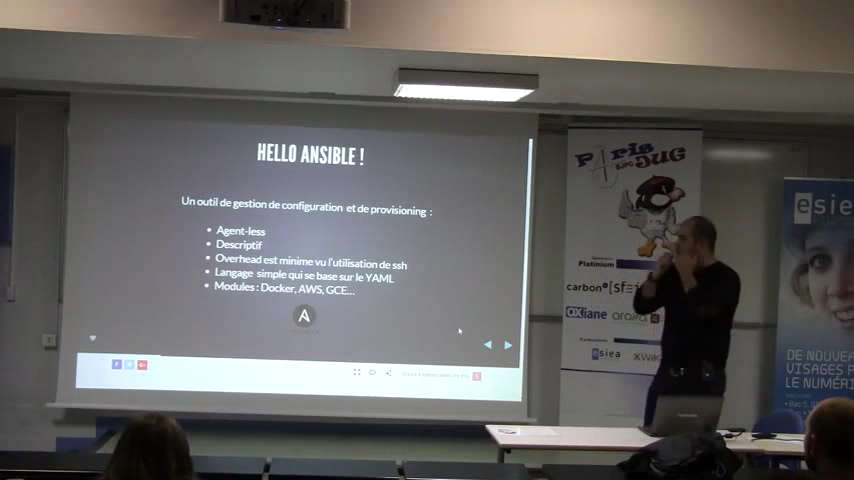 HELLO ANSIBLE !
Un outil de gestion de configuration et de provisioning :
• Agent-less
• Descriptif
• Overhead est minime vu l'utilisation de ssh
• Langage simple qui se base sur le YAML
• Modules : Docker, AWS, GCE...
Paris
JUG
Platinium
carbon
oxiane
esiea
XWIKI
esie
DE NOUVEA
VISAGES P
LE NUMÉRI